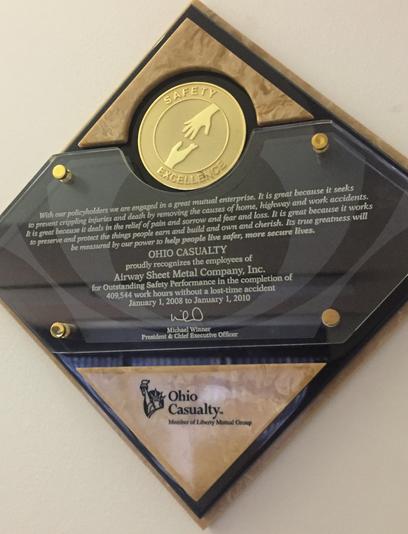 SAFETY
EXCELLENCE
With our policyholders we are engaged in a great mutual enterprise. It is great because it seeks
to prevent crippling injuries and death by removing the causes of home, highway and work accidents.
It is great because it deals in the relief of pain and sorrow and fear and loss. It is great because it works
to preserve and protect the things people earn and build and own and cherish. Its true greatness will
be measured by our power to help people live safer, more secure lives.
OHIO CASUALTY
proudly recognizes the employees of
Airway Sheet Metal Company, Inc.
for Outstanding Safety Performance in the completion of
409,544 work hours without a lost-time accident
January 1, 2008 to January 1, 2010
Michael Winner
President & Chief Executive Officer
Ohio
Casualty™
Member of Liberty Mutual Group